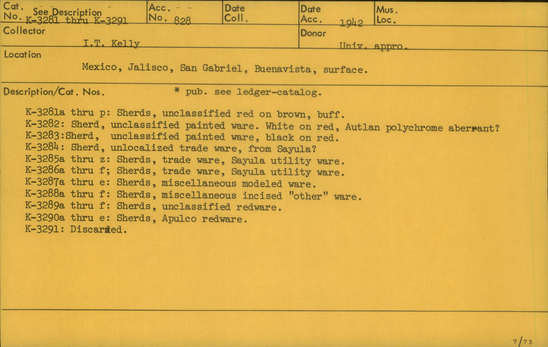 Cat. No. See Description K-3281 thru K-3291 Acc. No. 828 Date Coll. Date Acc. 1942 Mus. Loc.
Collector I.T. Kelly Donor Univ. appro.
Location Mexico, Jalisco, San Gabriel, Buenavista, surface.
Description/Cat. Nos. * pub. see ledger-catalog.
K-3281a thru p: Sherds, unclassified red on brown, buff.
K-3282: Sherd, unclassified painted ware. White on red, Autlan polychrome aberrant?
K-3283:Sherd, unclassified painted ware, black on red.
K-3284: Sherd, unlocalized trade ware, from Sayula?
K-3285a thru z: Sherds, trade ware, Sayula utility ware.
K-3286a thru f; Sherds, trade ware, Sayula utility ware.
K-3287a thru e: Sherds, miscellaneous modeled ware.
K-3288a thru f: Sherds, miscellaneous incised "other" ware.
K-3289a thru f: Sherds, unclassified redware.
K-3290a thru e: Sherds, Apulco redware.
K-3291: Discarded.
7/73